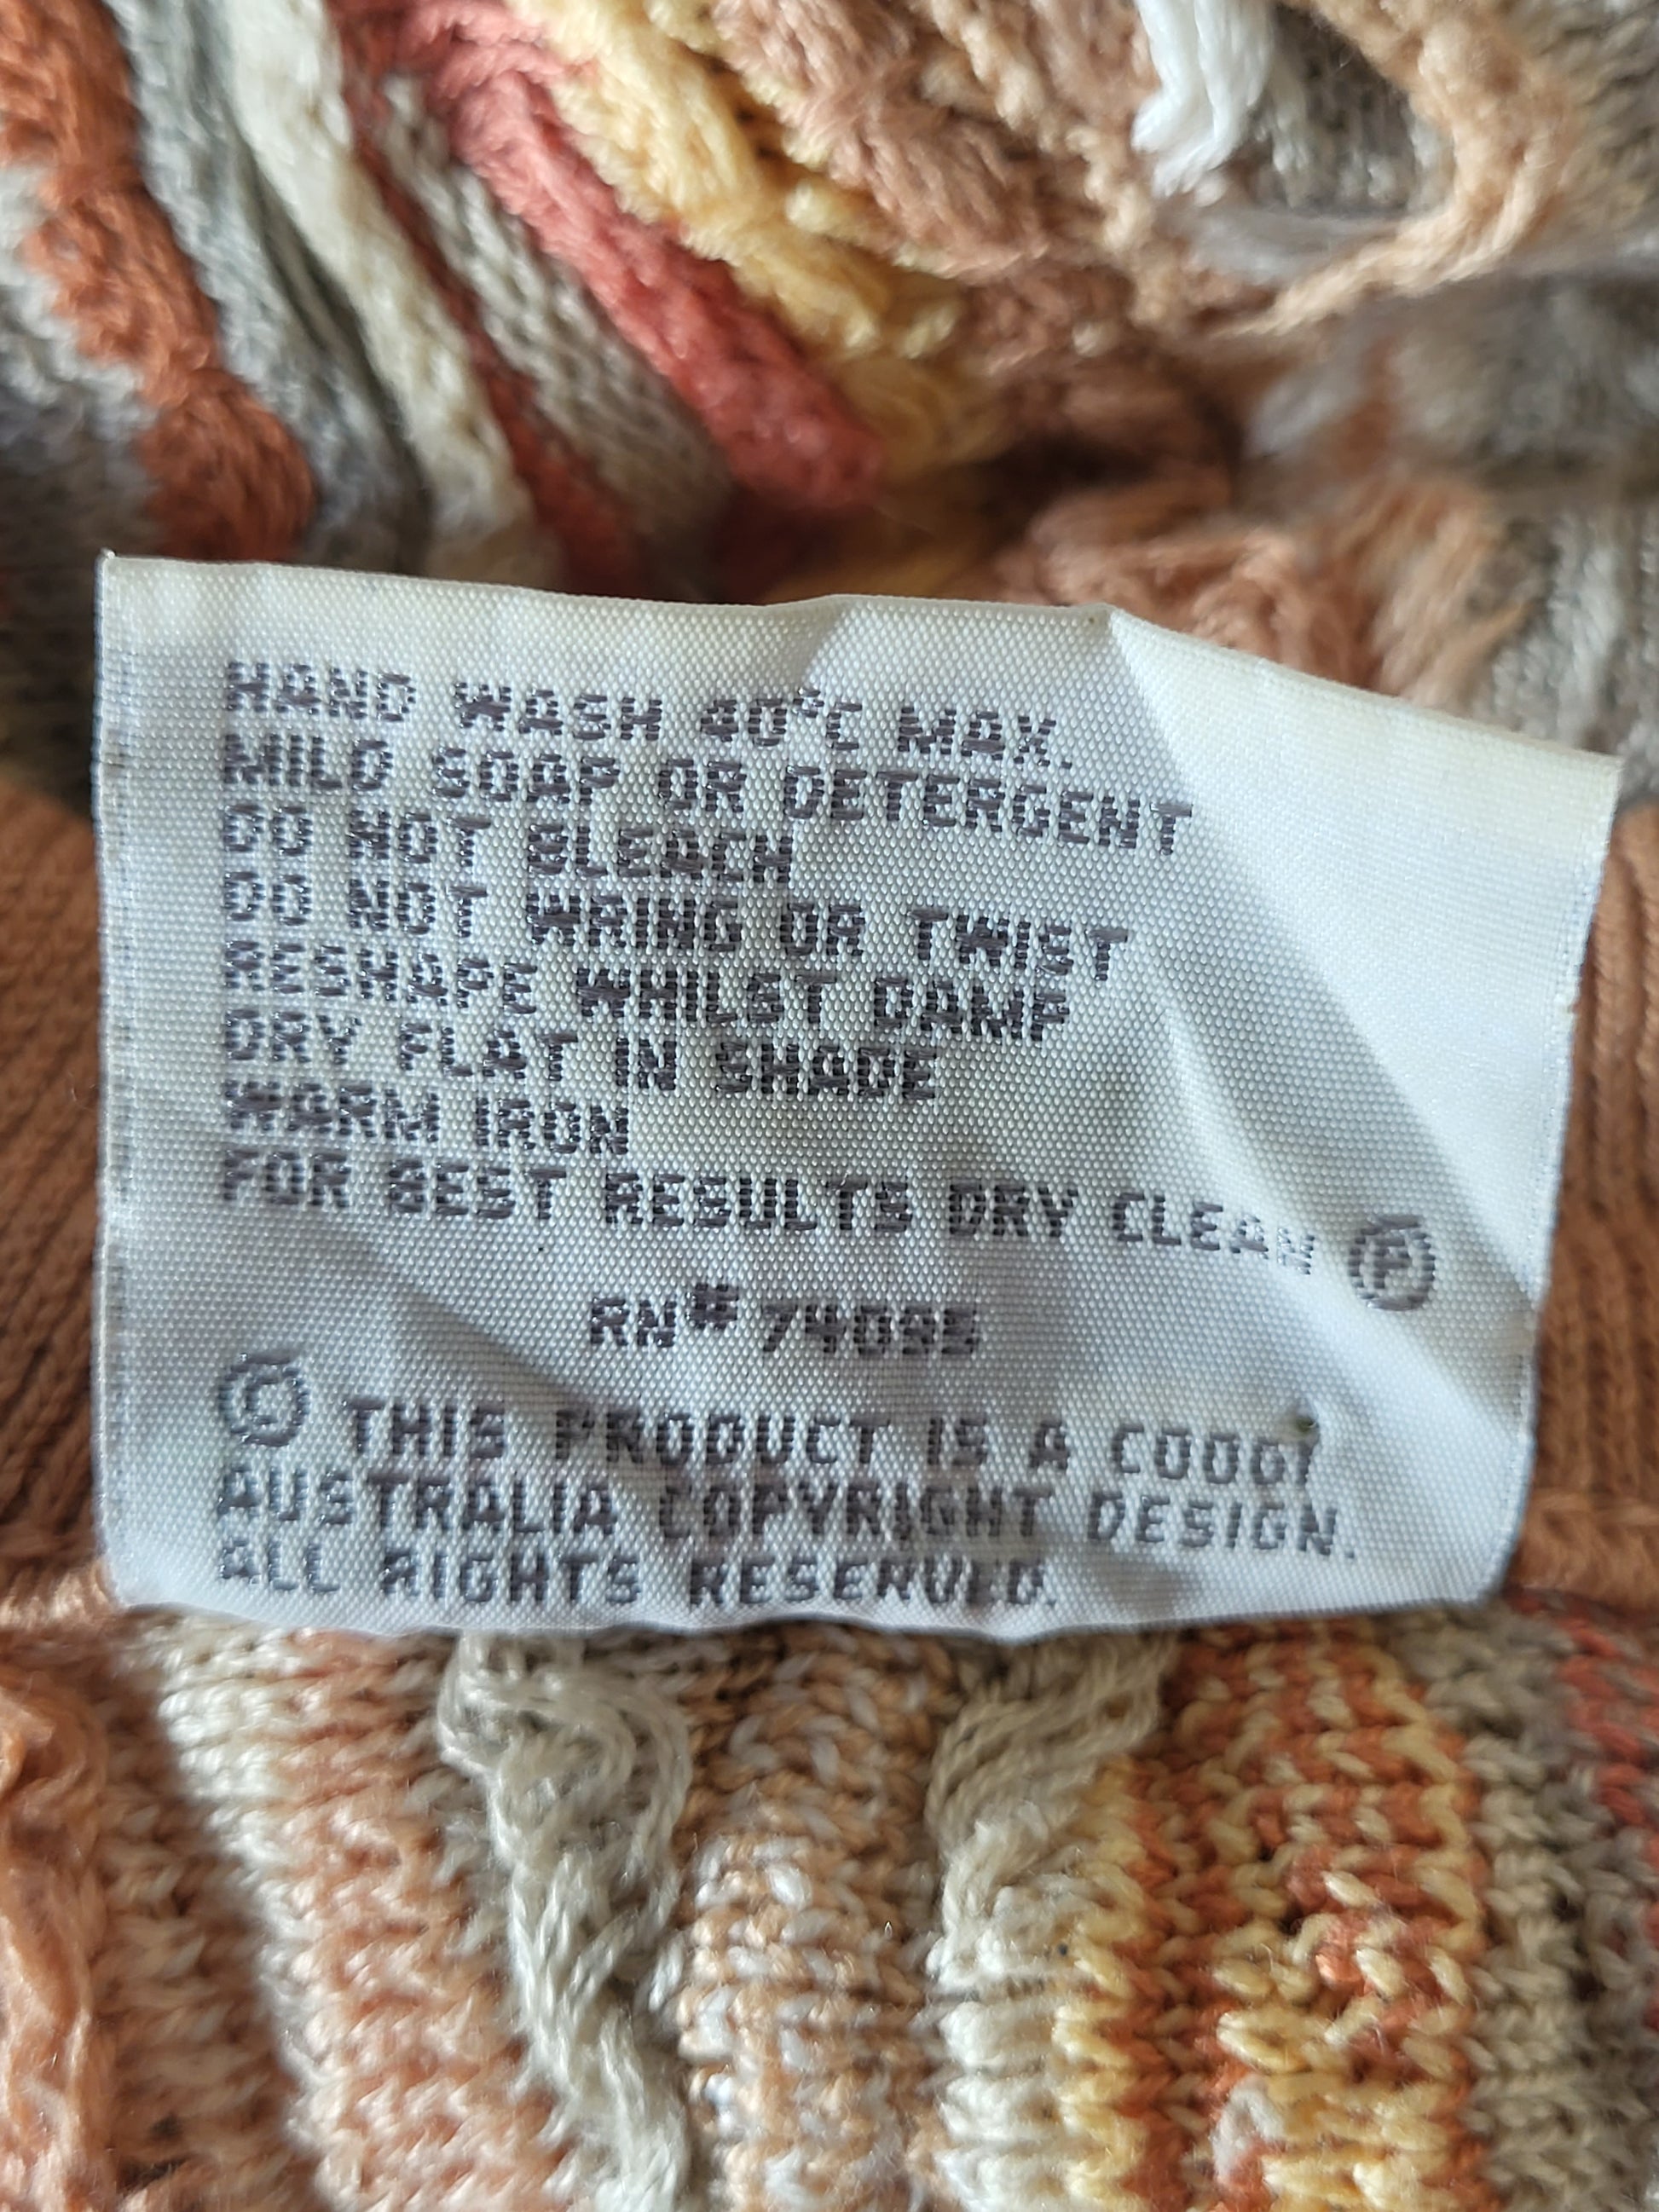 HAND WASH 40°C MAX.
MILD SOAP OR DETERGENT
DO NOT BLEACH
DO NOT WRING OR TWIST
RESHAPE WHILST DAMP
DRY FLAT IN SHADE
WARM IRON
FOR BEST RESULTS DRY CLEAN Ⓟ
RN# 74095
© THIS PRODUCT IS A COOGI
AUSTRALIA COPYRIGHT DESIGN.
ALL RIGHTS RESERVED.